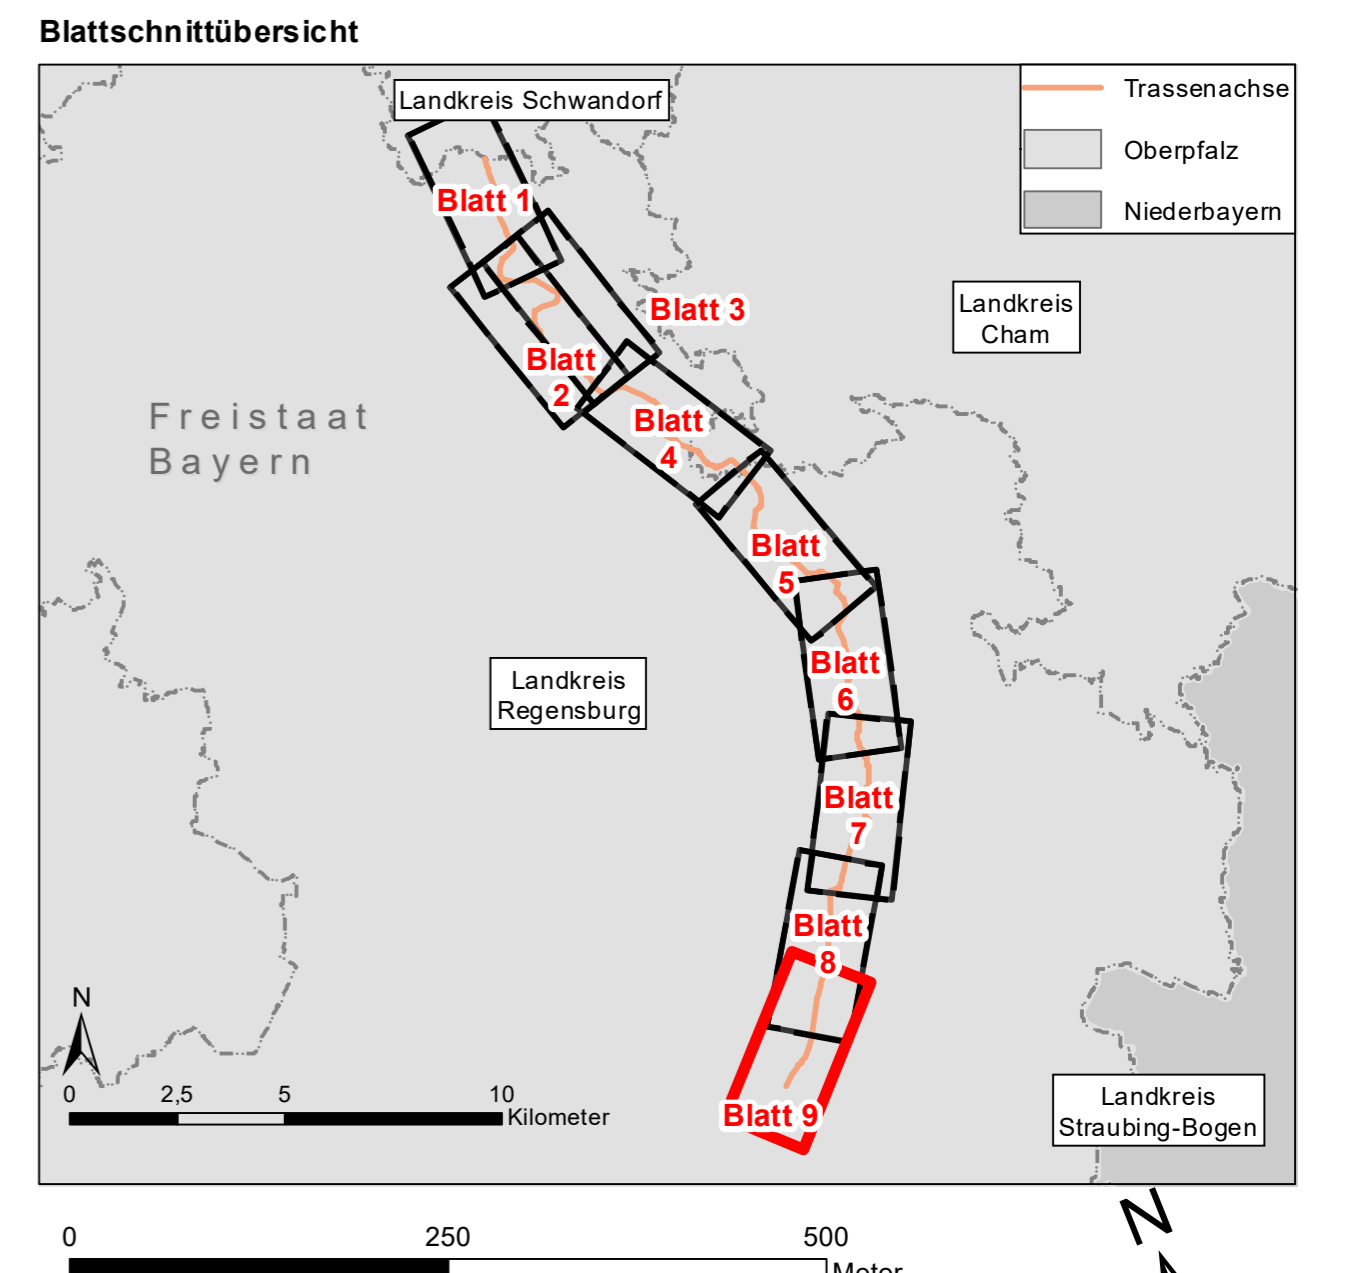 Blattschnittübersicht
Landkreis Schwandorf
Trassenachse
Oberpfalz
Niederbayern
Blatt 1
Blatt 3
Landkreis
Cham
Blatt
2
Freistaat
Bayern
Blatt
4
Blatt
5
Landkreis
Regensburg
Blatt
6
Blatt
7
Blatt
8
N
0 2,5 5 10
Kilometer
Blatt 9
Landkreis
Straubing-Bogen
N
0 250 500
Meter